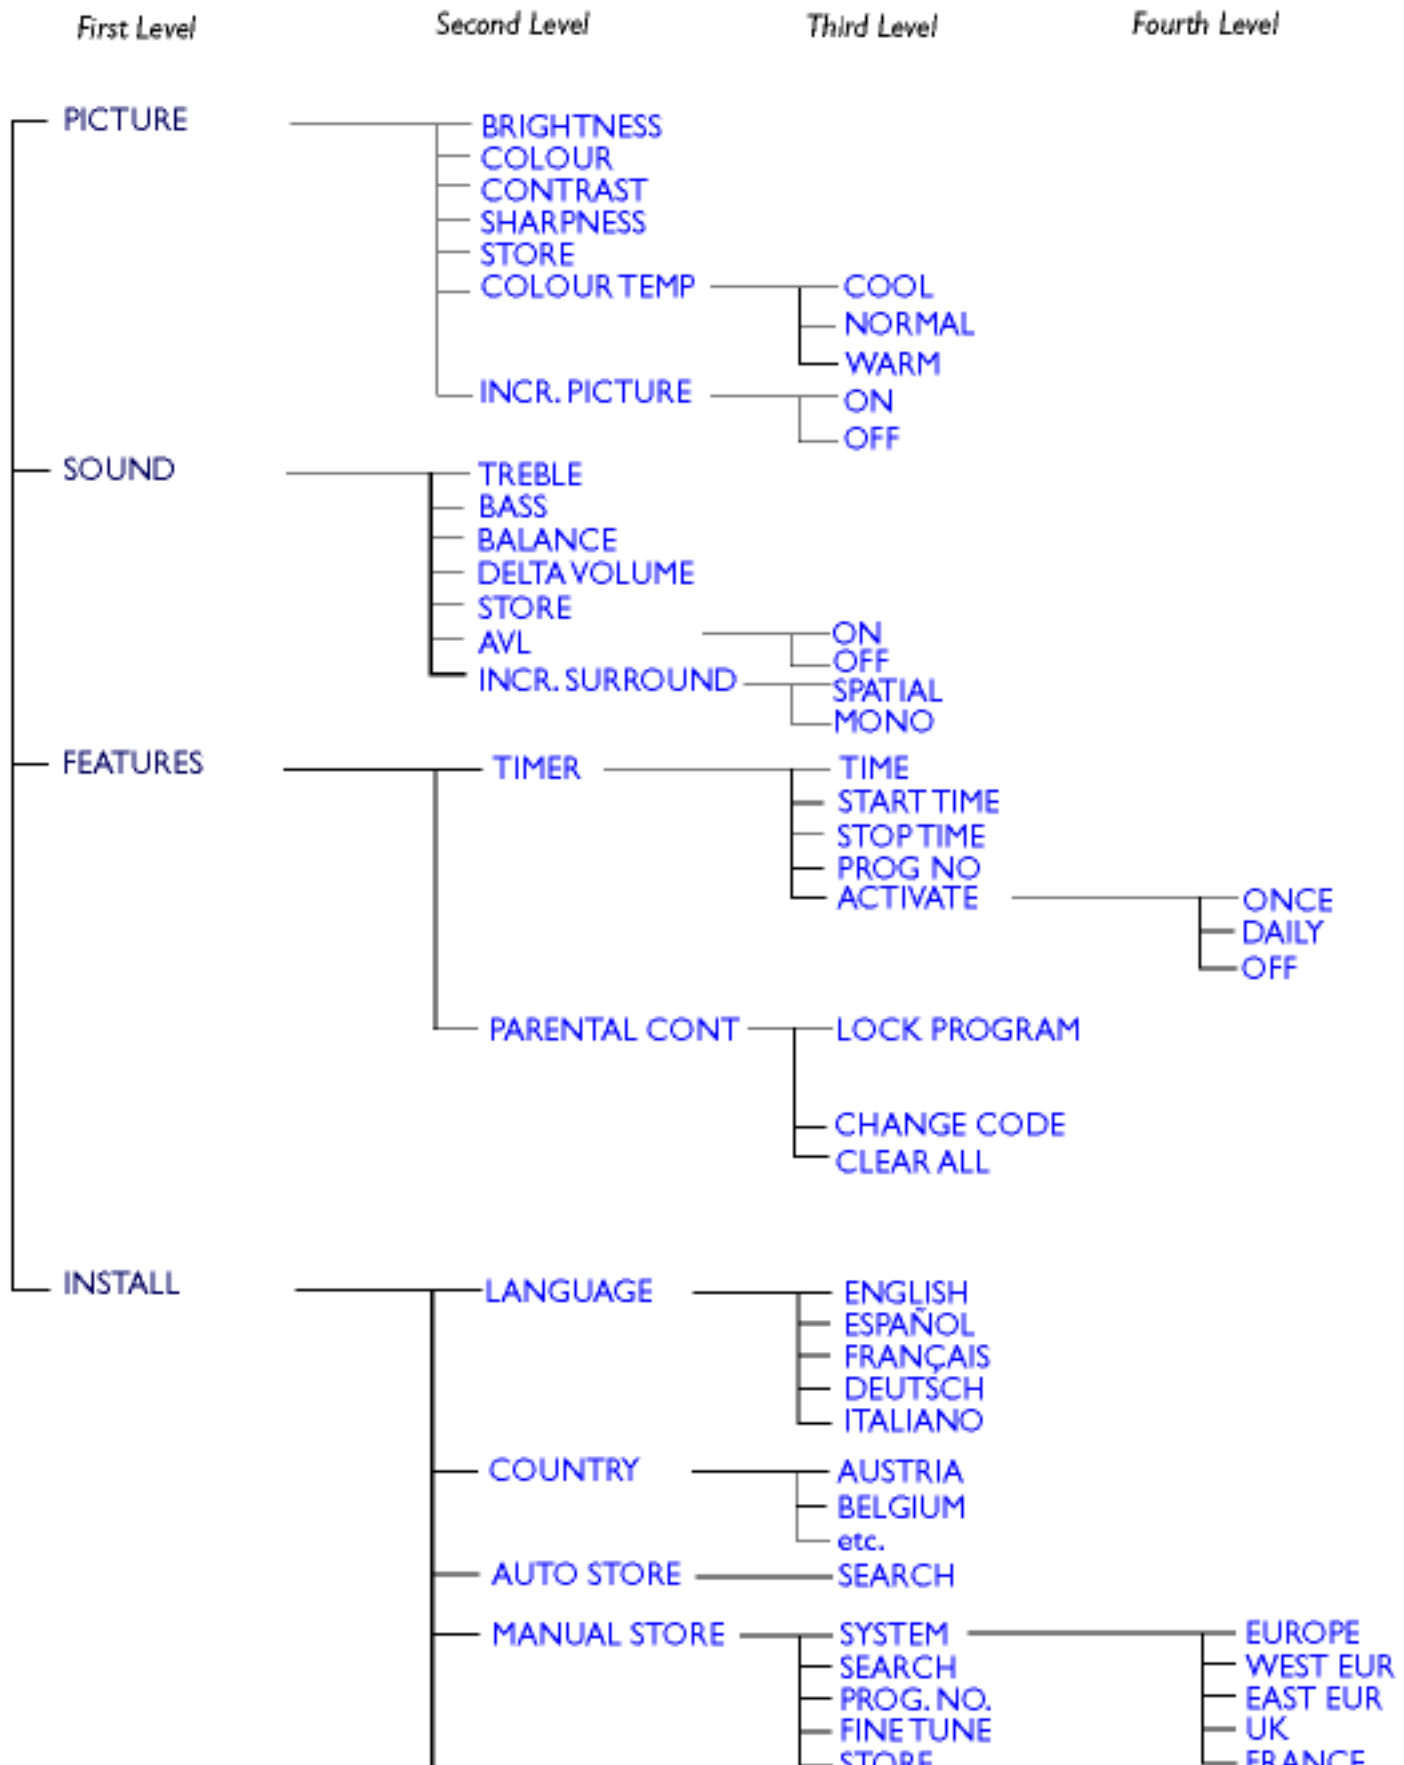 First Level Second Level Third Level Fourth Level
PICTURE BRIGHTNESS
COLOUR
CONTRAST
SHARPNESS
STORE
COLOUR TEMP COOL
NORMAL
WARM
INCR. PICTURE ON
OFF
SOUND TREBLE
BASS
BALANCE
DELTA VOLUME
STORE
AVL ON
OFF
INCR. SURROUND SPATIAL
MONO
FEATURES TIMER TIME
START TIME
STOP TIME
PROG NO
ACTIVATE ONCE
DAILY
OFF
PARENTAL CONT LOCK PROGRAM
CHANGE CODE
CLEAR ALL
INSTALL LANGUAGE ENGLISH
ESPAÑOL
FRANÇAIS
DEUTSCH
ITALIANO
COUNTRY AUSTRIA
BELGIUM
etc.
AUTO STORE SEARCH
MANUAL STORE SYSTEM EUROPE
SEARCH WEST EUR
PROG. NO. EAST EUR
FINE TUNE UK
STORE FRANCE